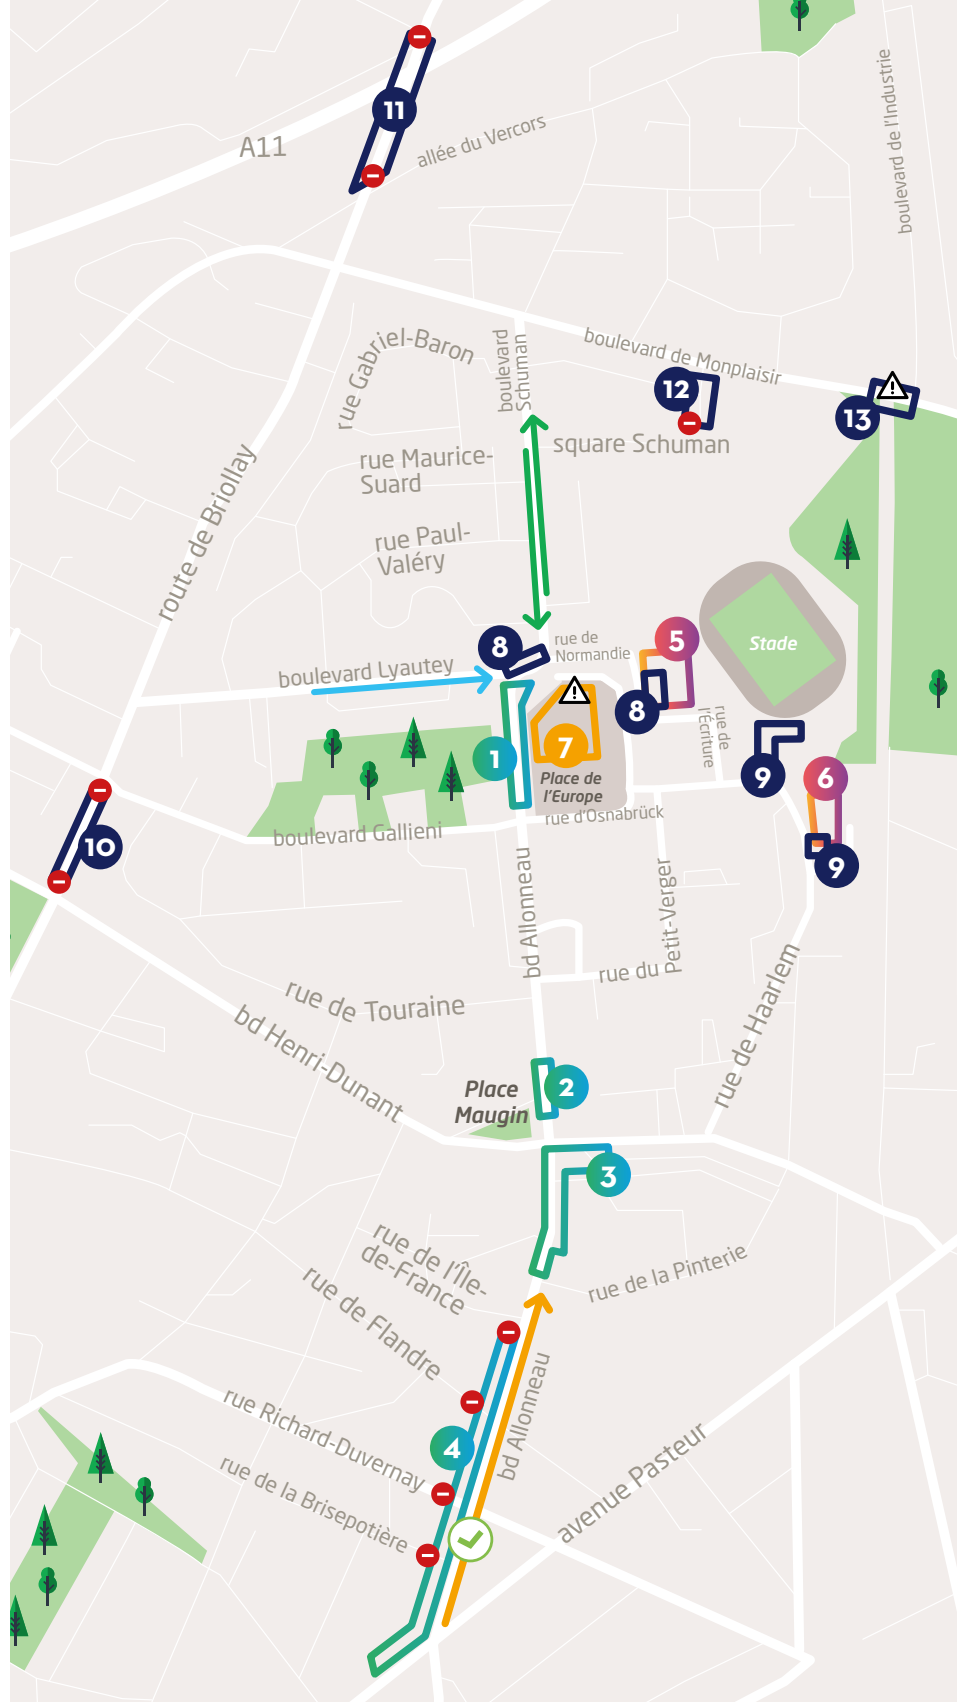 11
A11
allée du Vercors
boulevard de l'Industrie
rue Gabriel-Baron
boulevard
Schuman
boulevard de Monplaisir
12
13
square Schuman
rue Maurice-
Suard
rue Paul-
Valéry
route de Briollay
8
rue de
Normandie
5
Stade
boulevard Lyautey
8
rue de
l'Écriture
1
7
9
6
Place de
l'Europe
rue d'Osnabrück
boulevard Gallieni
10
9
bd Allonneau
rue du Petit-Verger
rue de Touraine
bd Henri-Dunant
rue de Haarlem
Place
Maugin
2
3
rue de l'Île-
de-France
rue de la Pinterie
rue de Flandre
bd Allonneau
rue Richard-Duvernay
4
avenue Pasteur
rue de la Brisepotière